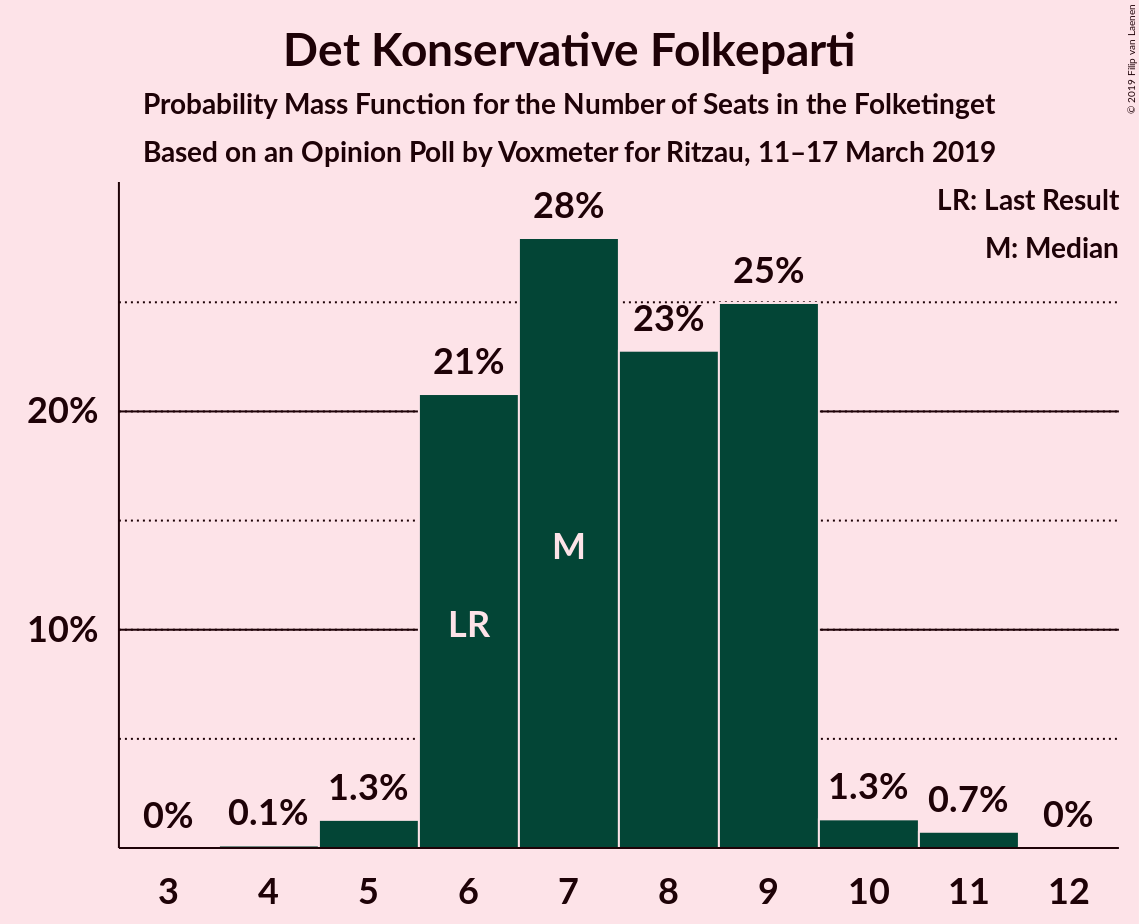 Det Konservative Folkeparti
Probability Mass Function for the Number of Seats in the Folketinget
Based on an Opinion Poll by Voxmeter for Ritzau, 11–17 March 2019
© 2019 Filip van Laenen
LR: Last Result
M: Median
28%
25%
23%
21%
20%
M
LR
10%
0%
0.1%
1.3%
1.3%
0.7%
0%
3 4 5 6 7 8 9 10 11 12